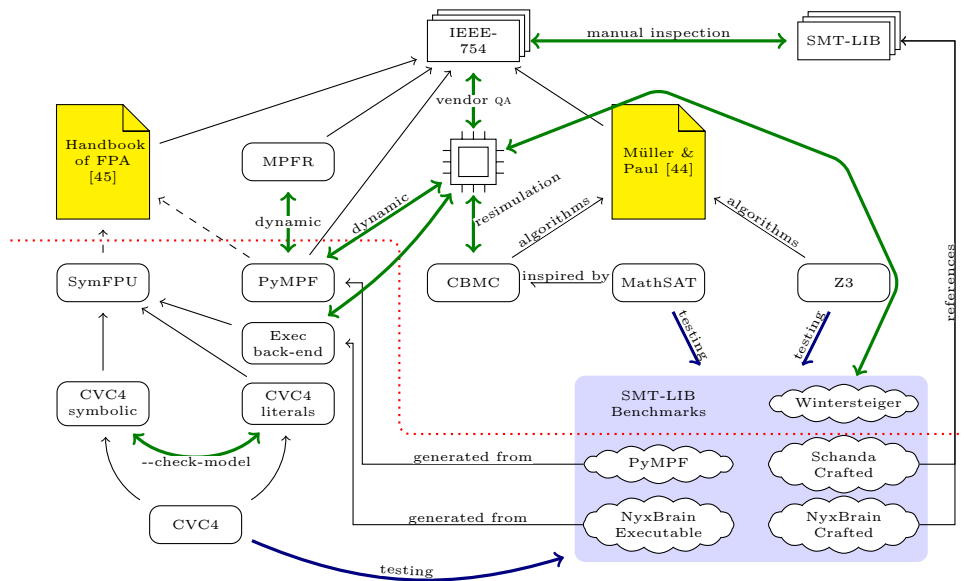 IEEE-
754
manual inspection
SMT-LIB
vendor QA
Handbook
of FPA
[45]
MPFR
Müller &
Paul [44]
dynamic
dynamic
resimulation
algorithms
algorithms
references
SymFPU
PyMPF
CBMC
inspired by
MathSAT
Z3
Exec
back-end
testing
testing
CVC4
symbolic
CVC4
literals
SMT-LIB
Benchmarks
Wintersteiger
--check-model
generated from
PyMPF
Schanda
Crafted
CVC4
generated from
NyxBrain
Executable
NyxBrain
Crafted
testing